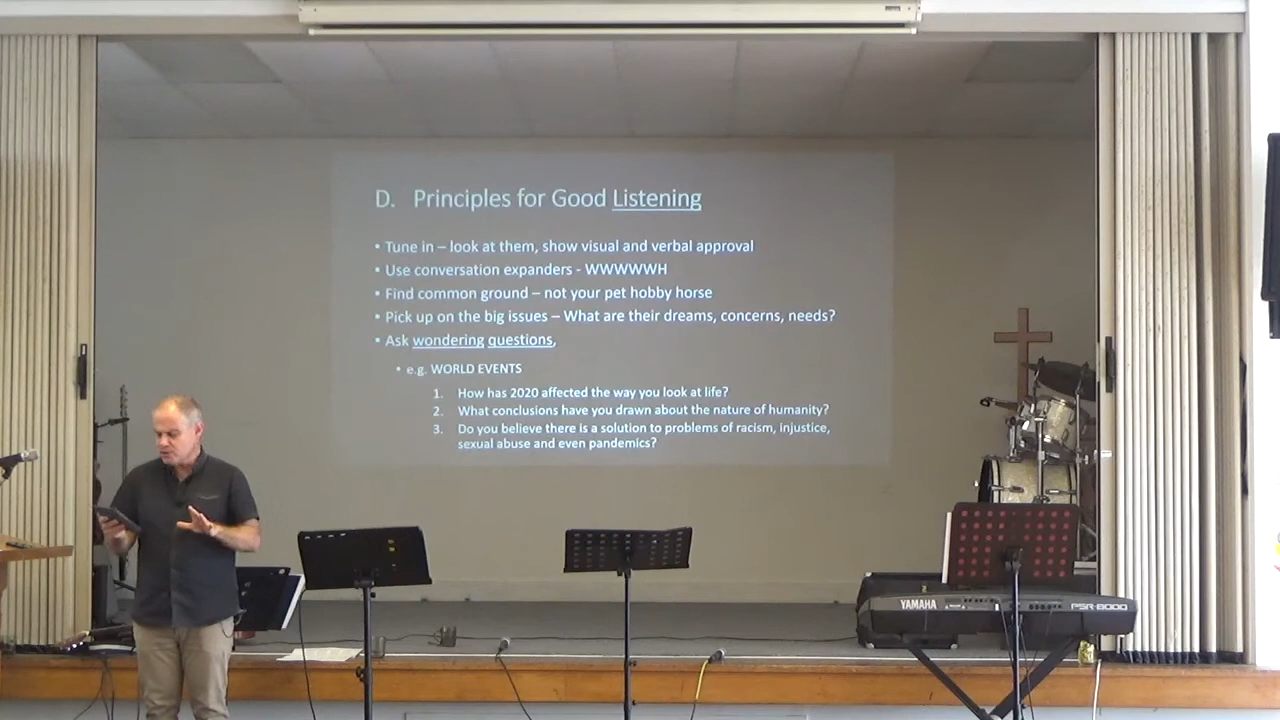 D. Principles for Good Listening
• Tune in – look at them, show visual and verbal approval
• Use conversation expanders - WWWWWH
• Find common ground – not your pet hobby horse
• Pick up on the big issues – What are their dreams, concerns, needs?
• Ask wondering questions,
• e.g. WORLD EVENTS
1. How has 2020 affected the way you look at life?
2. What conclusions have you drawn about the nature of humanity?
3. Do you believe there is a solution to problems of racism, injustice,
sexual abuse and even pandemics?
YAMAHA PSR-8000